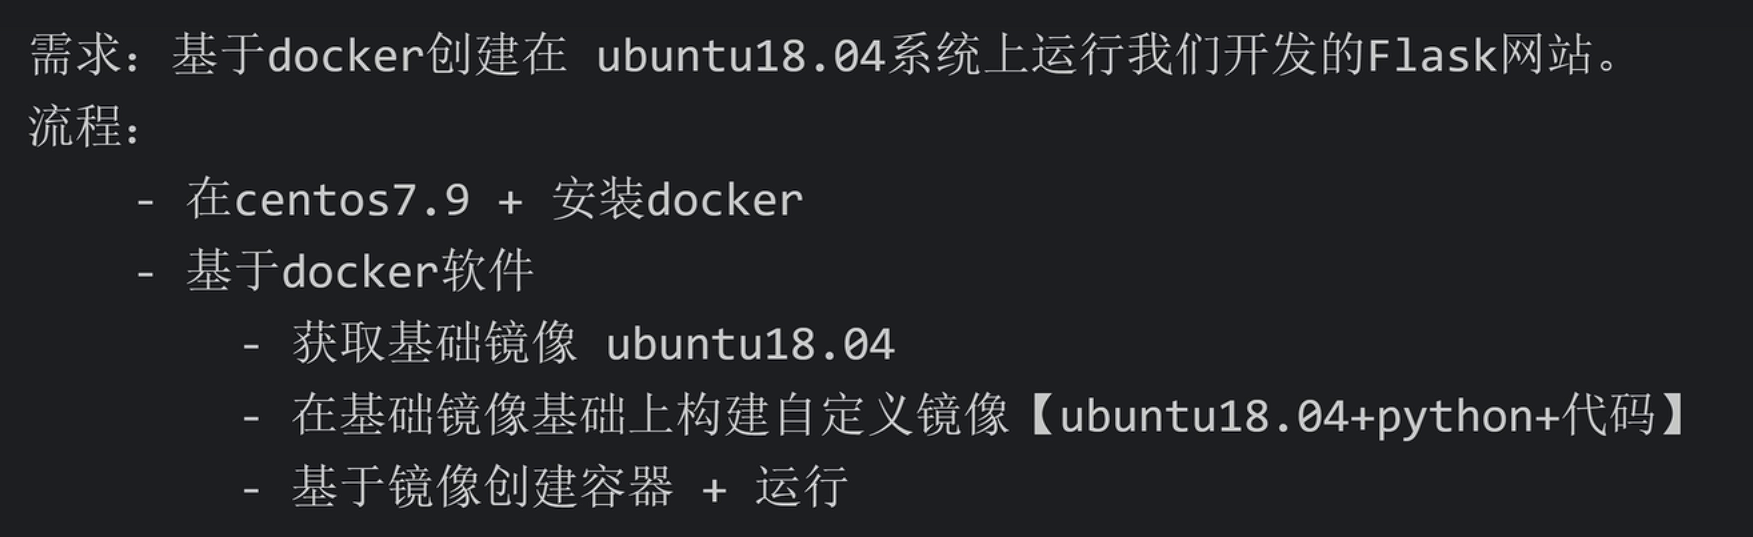 需求：基于docker创建在 ubuntu18.04系统上运行我们开发的Flask网站。
流程：
- 在centos7.9 + 安装docker
- 基于docker软件
- 获取基础镜像 ubuntu18.04
- 在基础镜像基础上构建自定义镜像【ubuntu18.04+python+代码】
- 基于镜像创建容器 + 运行